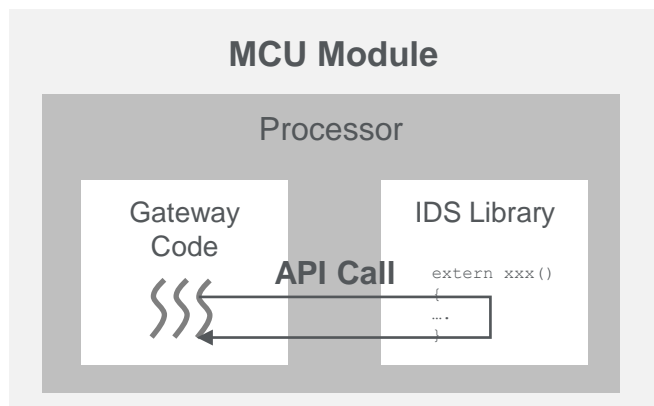 MCU Module
Processor
Gateway
Code
IDS Library
API Call
extern xxx()
{
….
}